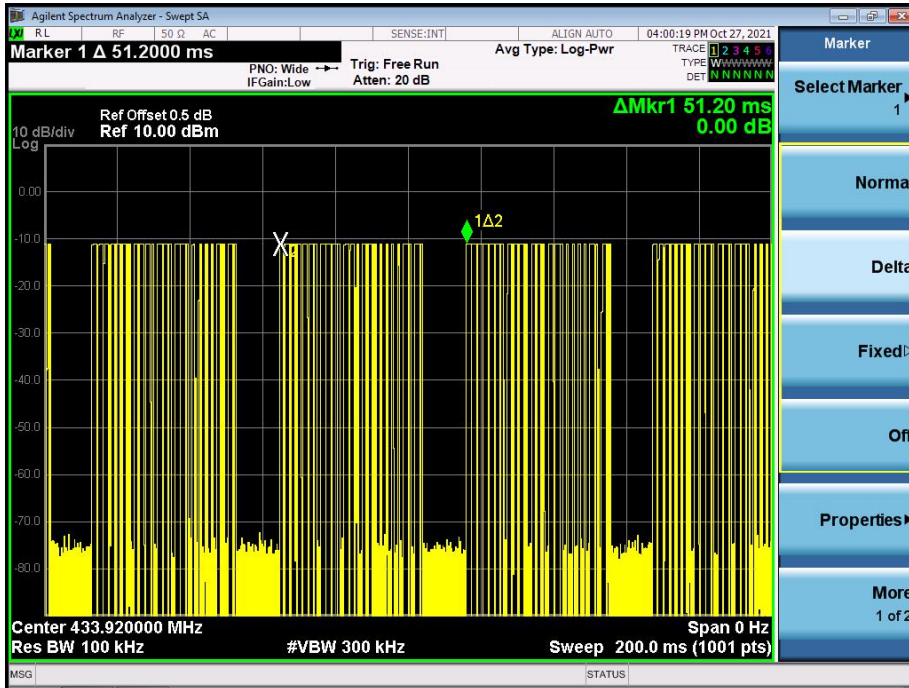 Agilent Spectrum Analyzer - Swept SA
LXI RL RF 50 Ω AC SENSE:INT ALIGN AUTO 04:00:19 PM Oct 27, 2021
Marker 1 Δ 51.2000 ms
PNO: Wide
IFGain:Low
Trig: Free Run
Atten: 20 dB
Avg Type: Log-Pwr
TRACE 1 2 3 4 5 6
TYPE WWWWWW
DET N N N N N N
ΔMkr1 51.20 ms
0.00 dB
Ref Offset 0.5 dB
10 dB/div Ref 10.00 dBm
Log
0.00
-10.0
-20.0
-30.0
-40.0
-50.0
-60.0
-70.0
-80.0
1Δ2
X2
Center 433.920000 MHz Span 0 Hz
Res BW 100 kHz #VBW 300 kHz Sweep 200.0 ms (1001 pts)
MSG STATUS
Marker
Select Marker
1
Norma
Delta
Fixed
Off
Properties
More
1 of 2